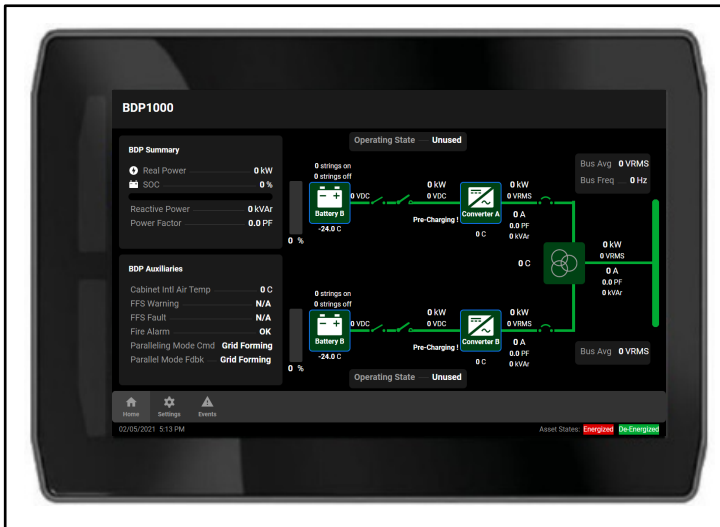 BDP1000
BDP Summary
Real Power 0 kW
SOC 0 %
Reactive Power 0 kVAr
Power Factor 0.0 PF
BDP Auxiliaries
Cabinet Intl Air Temp 0 C
FFS Warning N/A
FFS Fault N/A
Fire Alarm OK
Paralleling Mode Cmd Grid Forming
Parallel Mode Fdbk Grid Forming
Operating State Unused
0 strings on
0 strings off
Battery B
-24.0 C
0 %
0 VDC
0 kW
0 VDC
Pre-Charging !
Converter A
0 C
0 kW
0 VRMS
0 A
0.0 PF
0 kVAr
Bus Avg 0 VRMS
Bus Freq 0 Hz
0 C
0 kW
0 VRMS
0 A
0.0 PF
0 kVAr
0 strings on
0 strings off
Battery B
-24.0 C
0 %
0 VDC
0 kW
0 VDC
Pre-Charging !
Converter B
0 C
0 kW
0 VRMS
0 A
0.0 PF
0 kVAr
Bus Avg 0 VRMS
Operating State Unused
Home Settings Events
02/05/2021 5:13 PM
Asset States: Energized De-Energized